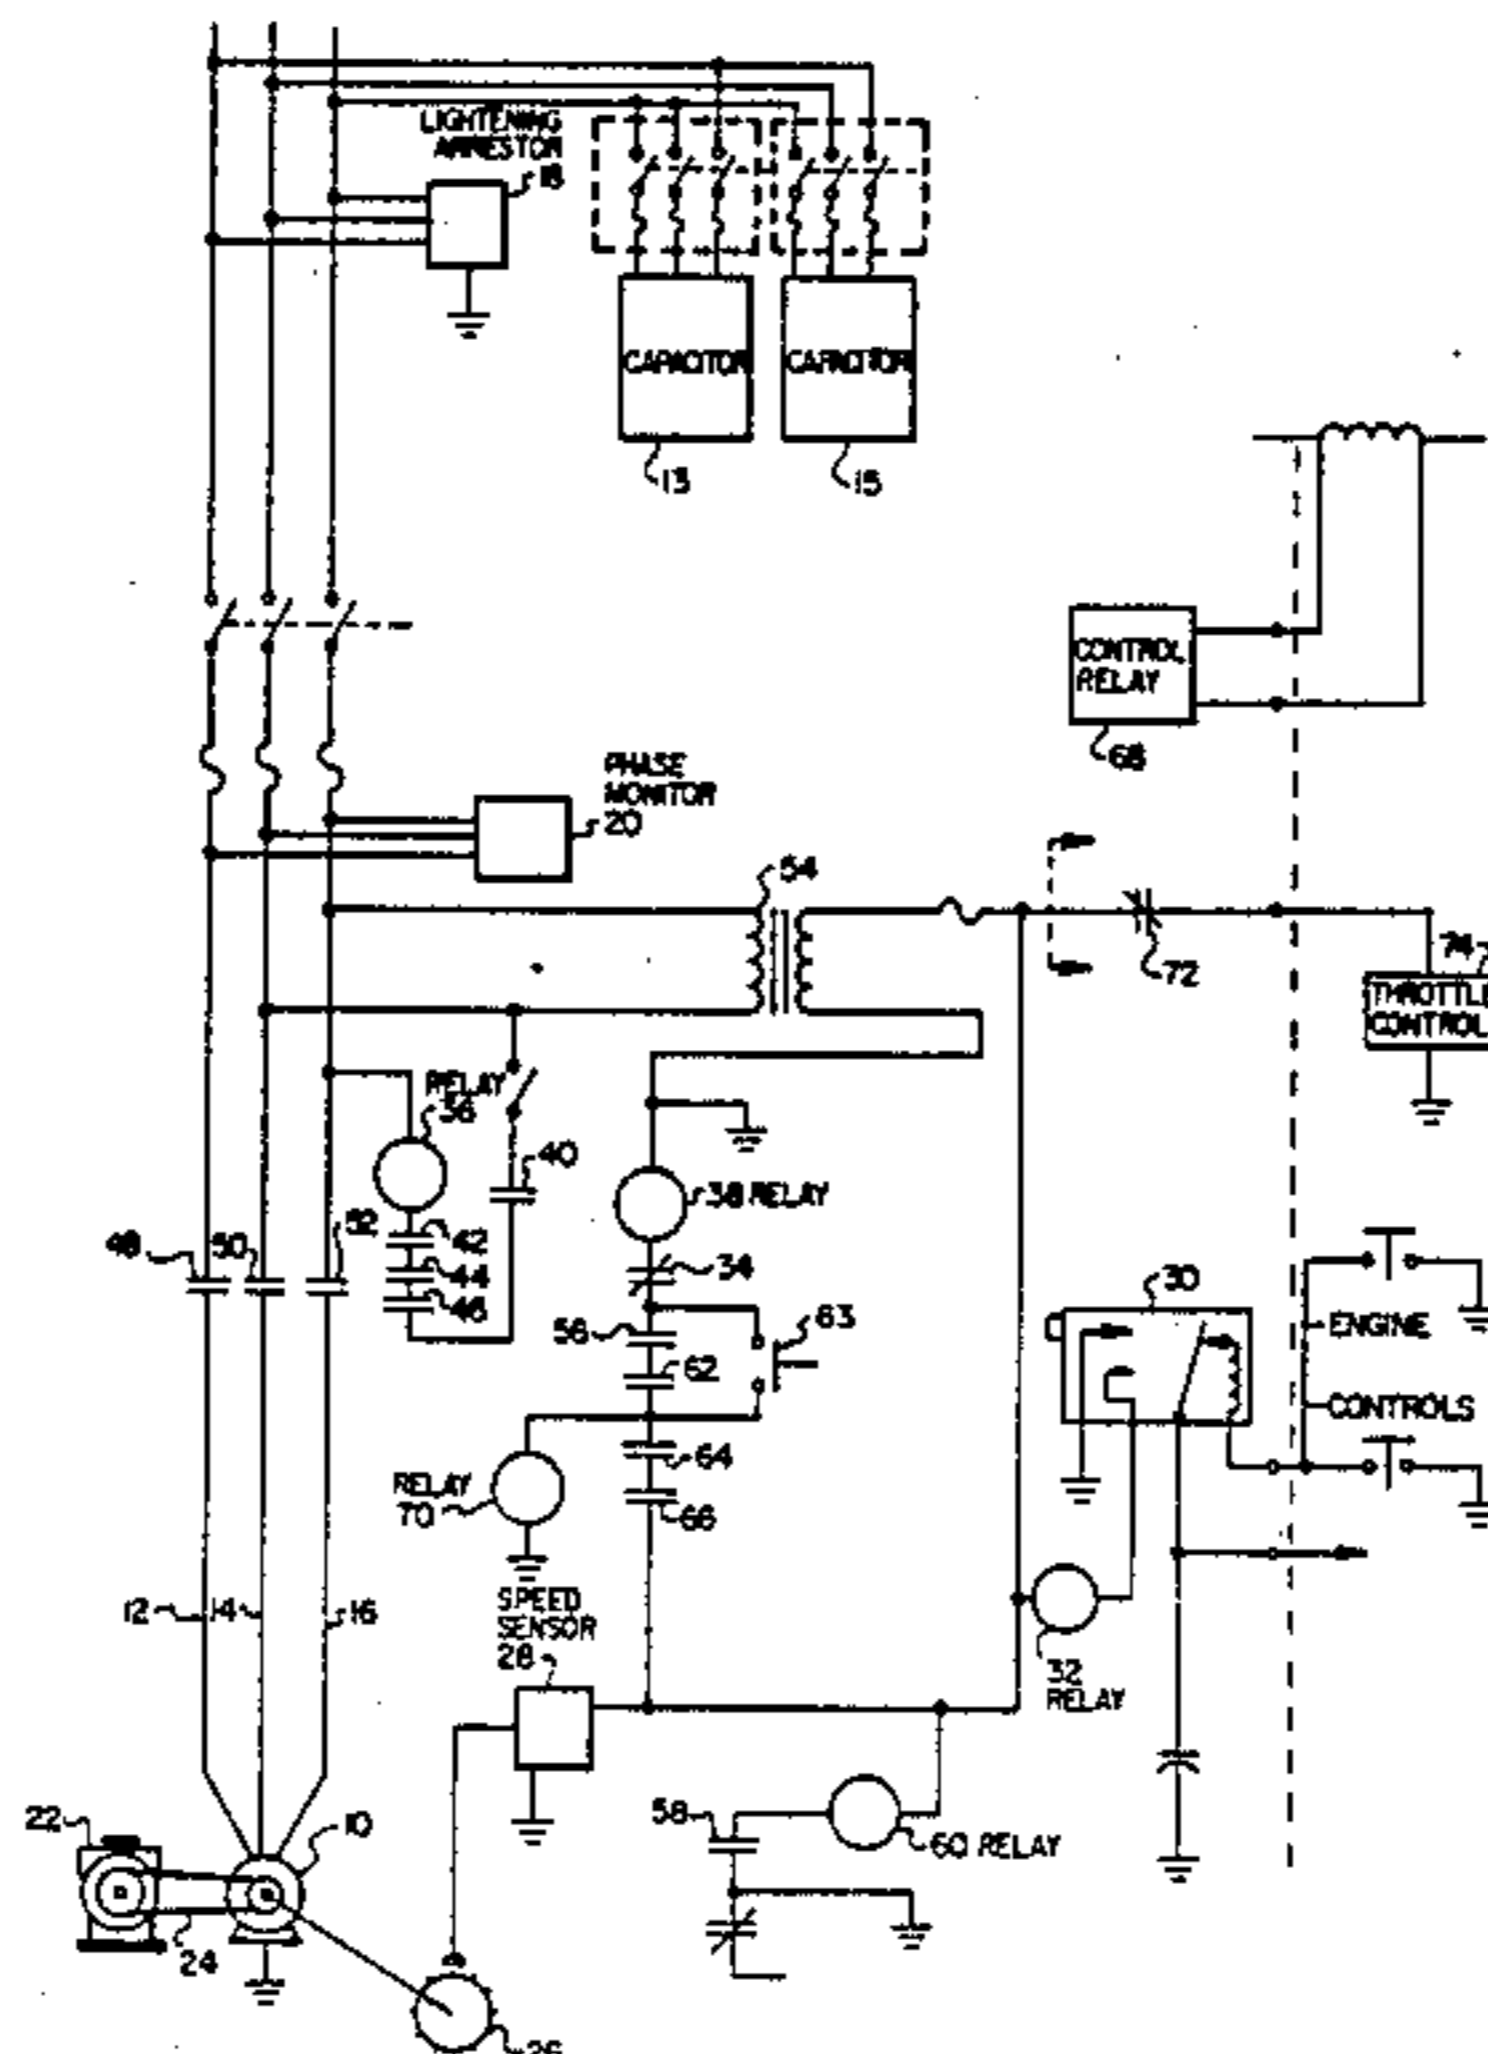 LIGHTENING
ARRESTOR
18
CAPACITOR
CAPACITOR
13
15
CONTROL
RELAY
68
PHASE
MONITOR
20
54
72
74
THROTTLE
CONTROL
RELAY
36
40
38 RELAY
48
50
52
42
44
46
34
63
56
62
30
ENGINE
CONTROLS
64
RELAY
70
66
12
14
16
SPEED
SENSOR
28
32
RELAY
22
10
58
60 RELAY
24
26